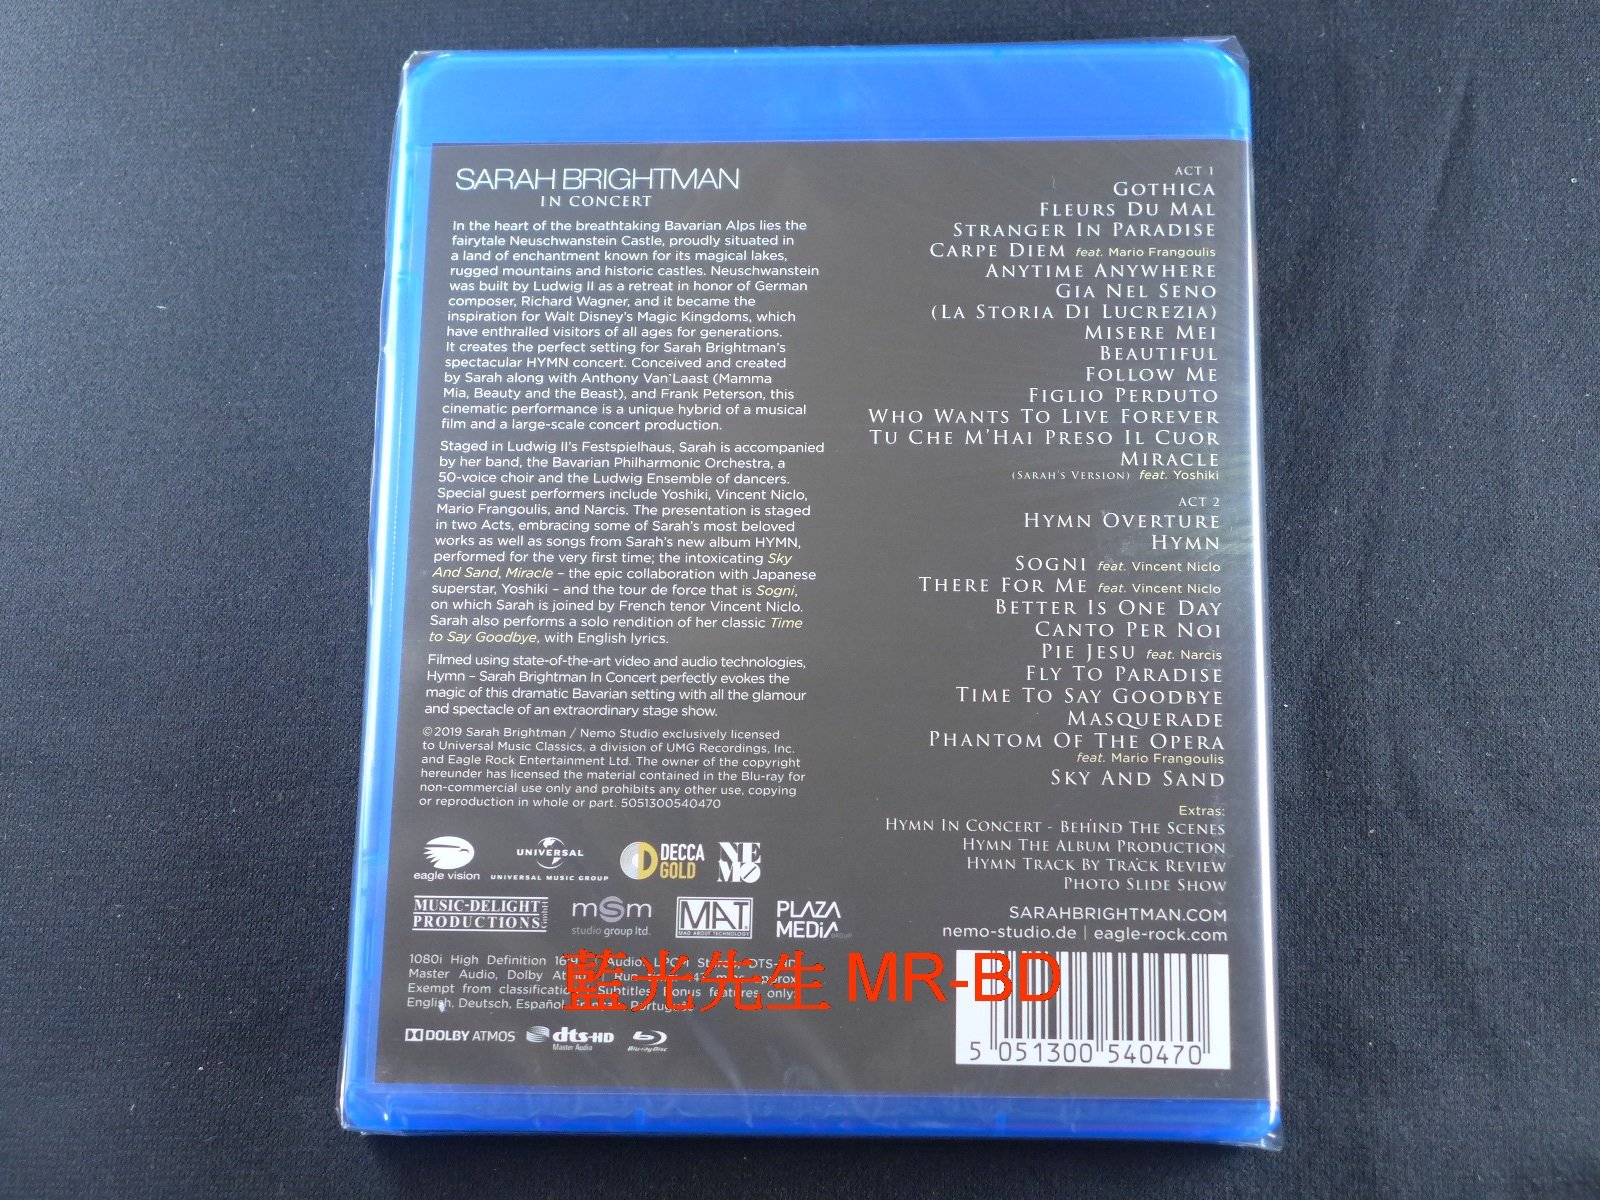 SARAH BRIGHTMAN
IN CONCERT
In the heart of the breathtaking Bavarian Alps lies the
fairytale Neuschwanstein Castle, proudly situated in
a land of enchantment known for its magical lakes,
rugged mountains and historic castles. Neuschwanstein
was built by Ludwig II as a retreat in honor of German
composer, Richard Wagner, and it became the
inspiration for Walt Disney's Magic Kingdoms, which
have enthralled visitors of all ages for generations.
It creates the perfect setting for Sarah Brightman's
spectacular HYMN concert. Conceived and created
by Sarah along with Anthony Van Laast (Mamma
Mia, Beauty and the Beast), and Frank Peterson, this
cinematic performance is a unique hybrid of a musical
film and a large-scale concert production.
Staged in Ludwig II's Festspielhaus, Sarah is accompanied
by her band, the Bavarian Philharmonic Orchestra, a
50-voice choir and the Ludwig Ensemble of dancers.
Special guest performers include Yoshiki, Vincent Niclo,
Mario Frangoulis, and Narcis. The presentation is staged
in two Acts, embracing some of Sarah's most beloved
works as well as songs from Sarah's new album HYMN,
performed for the very first time; the intoxicating Sky
And Sand, Miracle – the epic collaboration with Japanese
superstar, Yoshiki – and the tour de force that is Sogni,
on which Sarah is joined by French tenor Vincent Niclo.
Sarah also performs a solo rendition of her classic Time
to Say Goodbye, with English lyrics.
Filmed using state-of-the-art video and audio technologies,
Hymn – Sarah Brightman In Concert perfectly evokes the
magic of this dramatic Bavarian setting with all the glamour
and spectacle of an extraordinary stage show.
©2019 Sarah Brightman / Nemo Studio exclusively licensed
to Universal Music Classics, a division of UMG Recordings, Inc.
and Eagle Rock Entertainment Ltd. The owner of the copyright
hereunder has licensed the material contained in the Blu-ray for
non-commercial use only and prohibits any other use, copying
or reproduction in whole or part. 5051300540470
eagle vision
UNIVERSAL
UNIVERSAL MUSIC GROUP
DECCA
GOLD
NEMO
MUSIC-DELIGHT
PRODUCTIONS GmbH
msm
studio group ltd.
MAT
MAD ABOUT TECHNOLOGY
PLAZA
MEDIA
GROUP
1080i High Definition 16:9 Audio: LPCM Stereo, DTS-HD
Master Audio, Dolby Atmos Run approx
Exempt from classification Subtitles: Bonus features only:
English, Deutsch, Español, Français, Português
DOLBY ATMOS
dts-HD
Master Audio
Blu-ray Disc
ACT 1
GOTHICA
FLEURS DU MAL
STRANGER IN PARADISE
CARPE DIEM feat. Mario Frangoulis
ANYTIME ANYWHERE
GIA NEL SENO
(LA STORIA DI LUCREZIA)
MISERE MEI
BEAUTIFUL
FOLLOW ME
FIGLIO PERDUTO
WHO WANTS TO LIVE FOREVER
TU CHE M'HAI PRESO IL CUOR
MIRACLE
(SARAH'S VERSION) feat. Yoshiki
ACT 2
HYMN OVERTURE
HYMN
SOGNI feat. Vincent Niclo
THERE FOR ME feat. Vincent Niclo
BETTER IS ONE DAY
CANTO PER NOI
PIE JESU feat. Narcis
FLY TO PARADISE
TIME TO SAY GOODBYE
MASQUERADE
PHANTOM OF THE OPERA
feat. Mario Frangoulis
SKY AND SAND
Extras:
HYMN IN CONCERT - BEHIND THE SCENES
HYMN THE ALBUM PRODUCTION
HYMN TRACK BY TRACK REVIEW
PHOTO SLIDE SHOW
SARAHBRIGHTMAN.COM
nemo-studio.de | eagle-rock.com
5 051300 540470
藍光先生 MR-BD